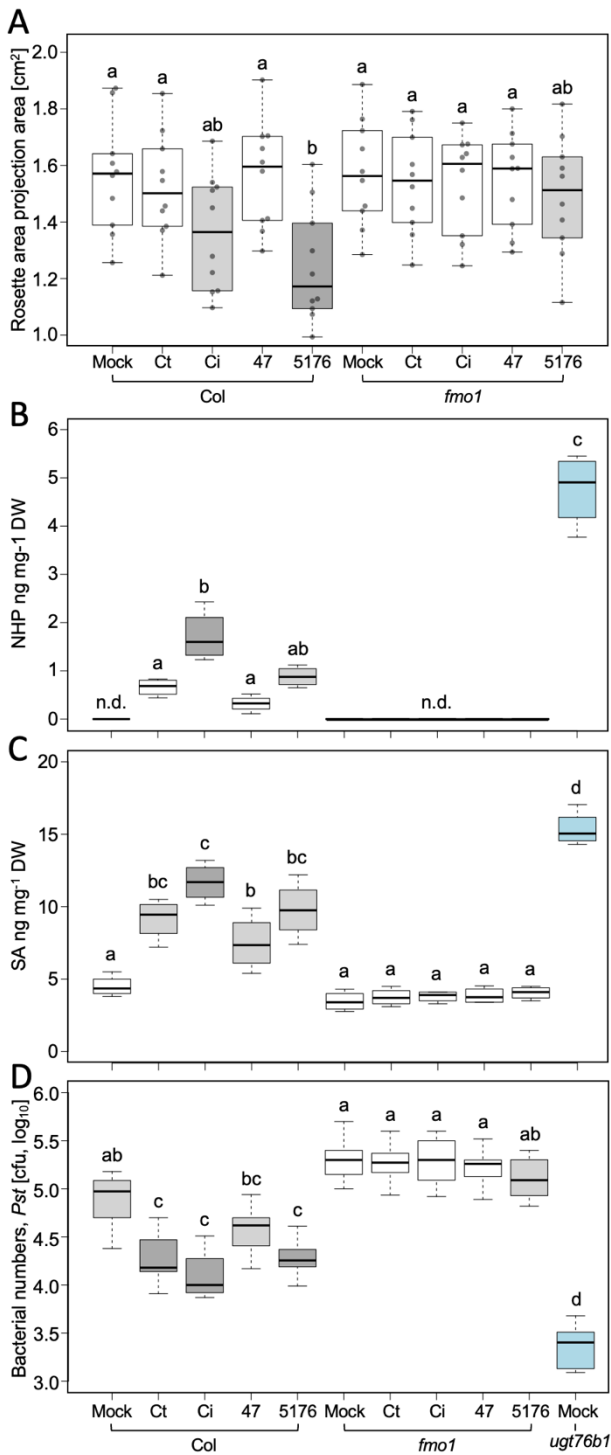 A
Rosette area projection area [cm²]
2.0
1.8
1.6
1.4
1.2
1.0
a a ab a b a a a a ab
Mock Ct Ci 47 5176 Mock Ct Ci 47 5176
Col fmo1
B
NHP ng mg-1 DW
6
5
4
3
2
1
0
n.d. a b a ab n.d. c
C
SA ng mg⁻¹ DW
20
15
10
5
0
a bc c b bc a a a a a d
D
Bacterial numbers, Pst [cfu, log₁₀]
6.0
5.5
5.0
4.5
4.0
3.5
3.0
ab c c bc c a a a a ab d
Mock Ct Ci 47 5176 Mock Ct Ci 47 5176 Mock
Col fmo1 ugt76b1